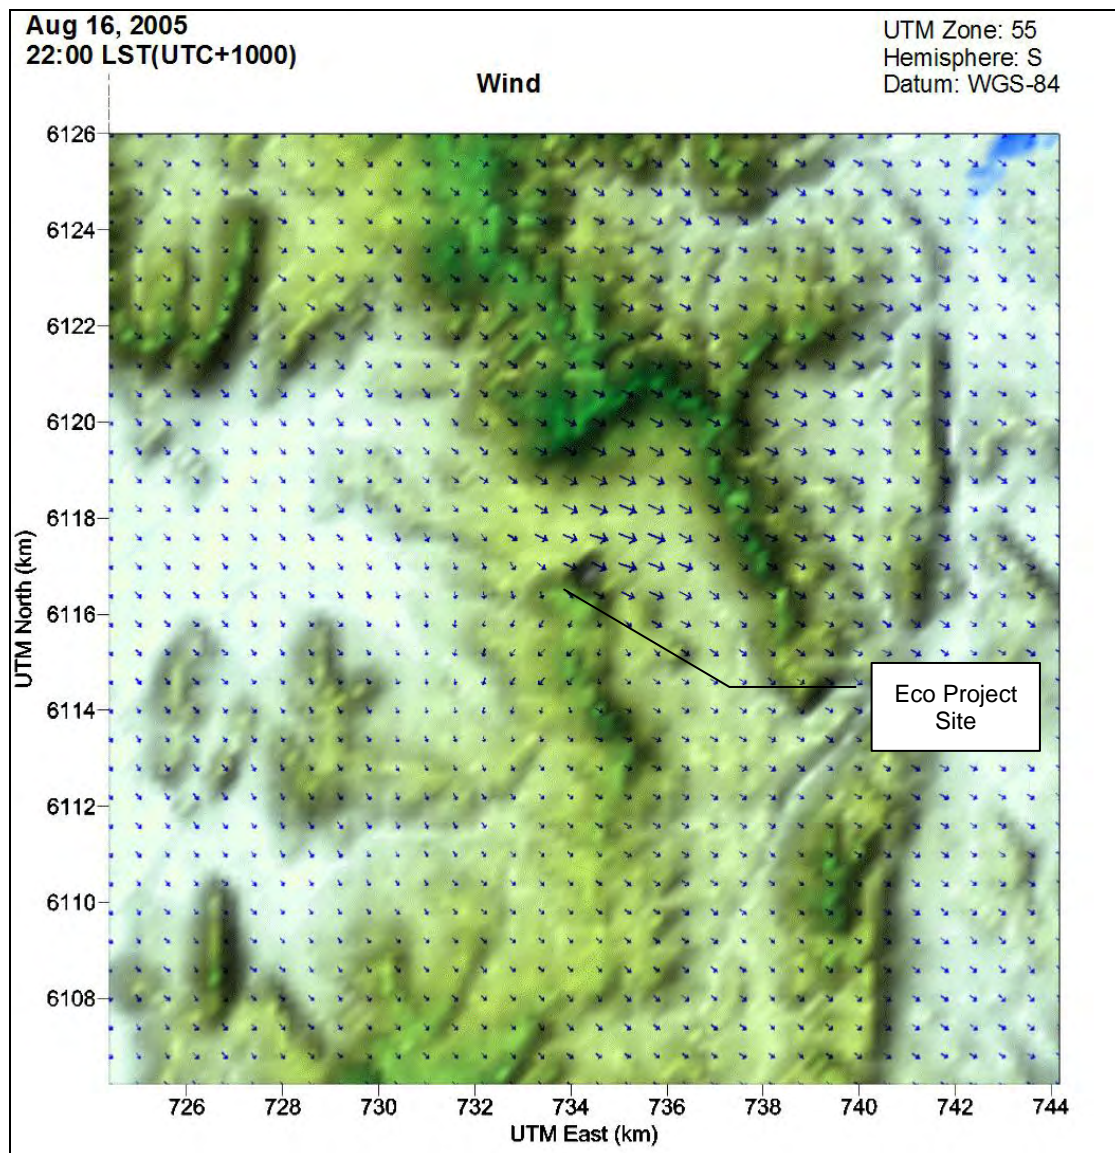 Aug 16, 2005
22:00 LST(UTC+1000)
Wind
UTM Zone: 55
Hemisphere: S
Datum: WGS-84
6126
6124
6122
6120
6118
6116
6114
6112
6110
6108
UTM North (km)
Eco Project
Site
726
728
730
732
734
736
738
740
742
744
UTM East (km)